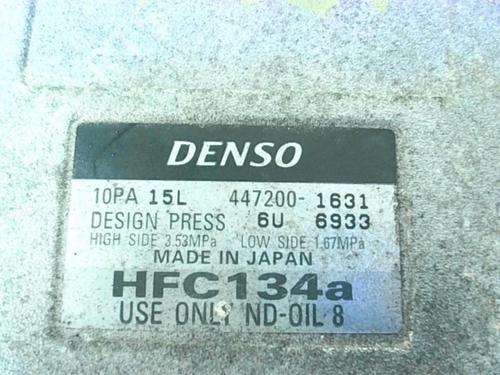 DENSO
10PA 15L 447200-1631
DESIGN PRESS 6U 6933
HIGH SIDE 3.53MPa LOW SIDE 1.67MPa
MADE IN JAPAN
HFC134a
USE ONLY ND-OIL 8